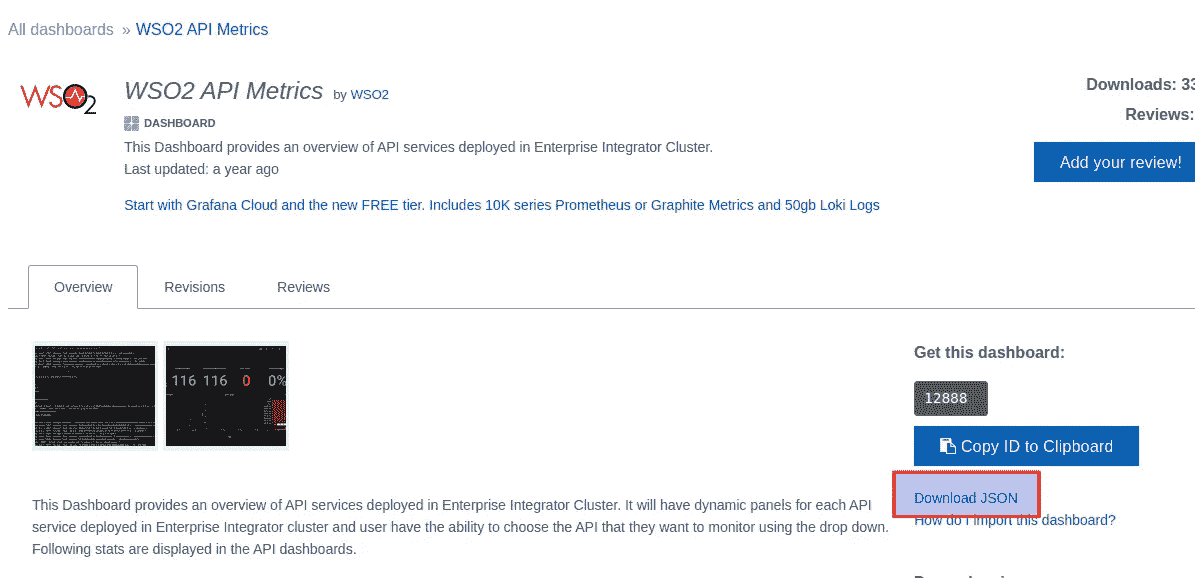 All dashboards » WSO2 API Metrics
WSO2
WSO2 API Metrics by WSO2
DASHBOARD
This Dashboard provides an overview of API services deployed in Enterprise Integrator Cluster.
Last updated: a year ago
Start with Grafana Cloud and the new FREE tier. Includes 10K series Prometheus or Graphite Metrics and 50gb Loki Logs
Downloads: 33
Reviews:
Add your review!
Overview Revisions Reviews
116 116 0 0%
Get this dashboard:
12888
Copy ID to Clipboard
Download JSON
How do I import this dashboard?
This Dashboard provides an overview of API services deployed in Enterprise Integrator Cluster. It will have dynamic panels for each API
service deployed in Enterprise Integrator cluster and user have the ability to choose the API that they want to monitor using the drop down.
Following stats are displayed in the API dashboards.